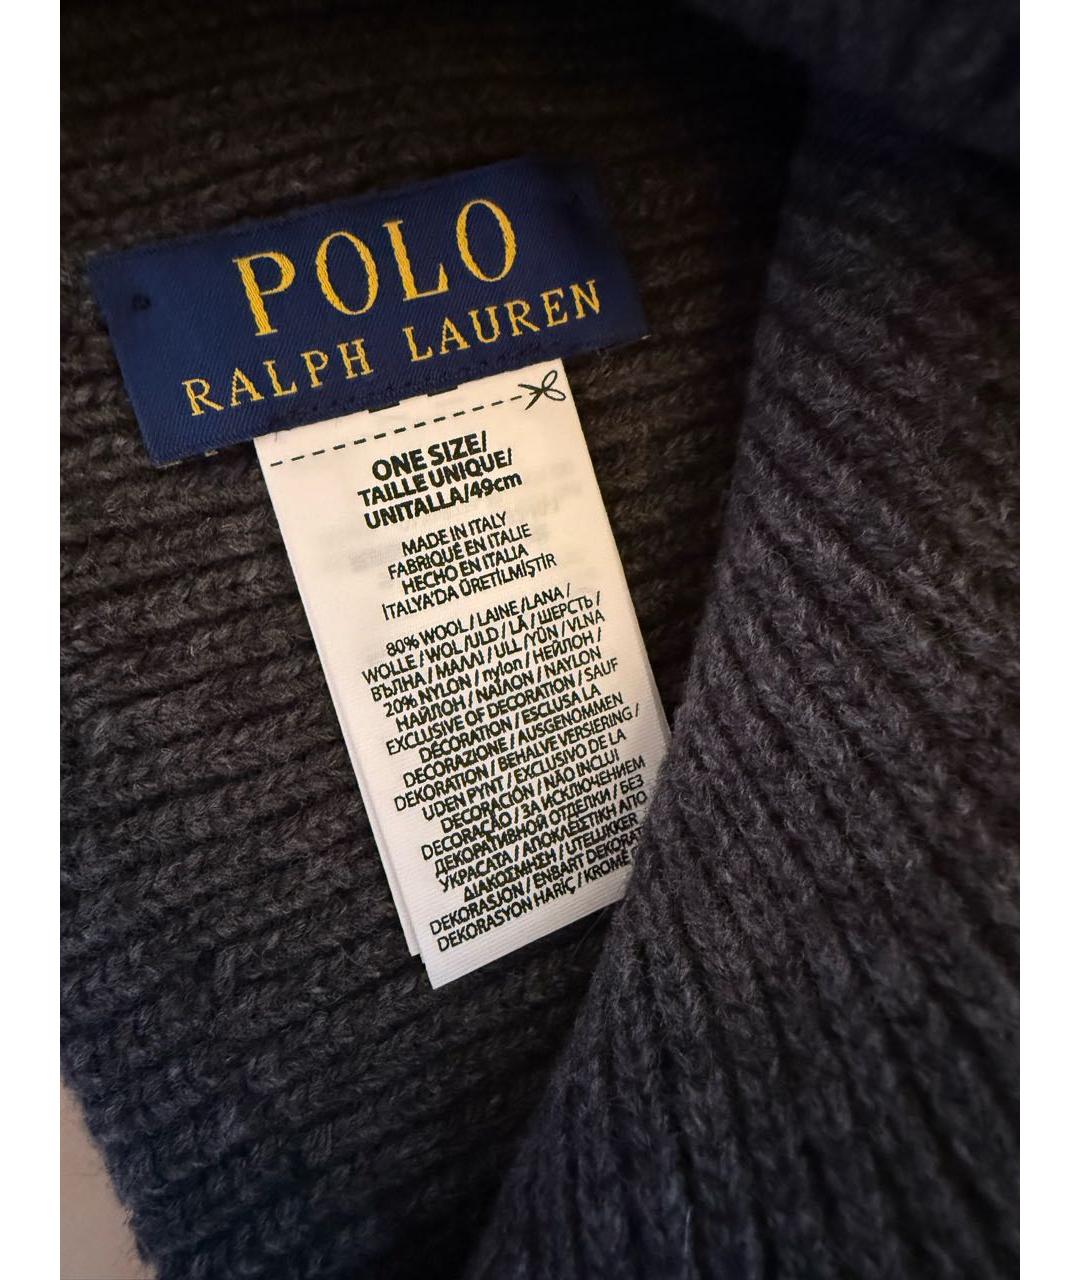 POLO
RALPH LAUREN
ONE SIZE/
TAILLE UNIQUE/
UNITALLA/49cm
MADE IN ITALY
FABRIQUÉ EN ITALIE
HECHO EN ITALIA
İTALYA'DA ÜRETİLMİŞTİR
80% WOOL / LAINE / LANA /
WOLLE / WOL / ULD / LÃ / ШЕРСТЬ /
ВЪЛНА / ΜΑΛΛΙ / ULL / YÜN / VLNA
20% NYLON / nylon / НЕЙЛОН /
НАЙЛОН / ΝΑΪΛΟΝ / NAYLON
EXCLUSIVE OF DECORATION / SAUF
DÉCORATION / ESCLUSA LA
DECORAZIONE / AUSGENOMMEN
DEKORATION / BEHALVE VERSIERING /
UDEN PYNT / EXCLUSIVO DE LA
DECORACIÓN / NÃO INCLUI
DECORAÇÃO / ЗА ИСКЛЮЧЕНИЕМ
ДЕКОРАТИВНОЙ ОТДЕЛКИ / БЕЗ
УКРАСАТА / ΑΠΟΚΛΕΣΤΙΚΗ ΑΠΟ
ΔΙΑΚΟΣΜΗΣΗ / UTELUKKER
DEKORASJON / ENBART DEKORAT
DEKORASYON HARİÇ / KROMĚ